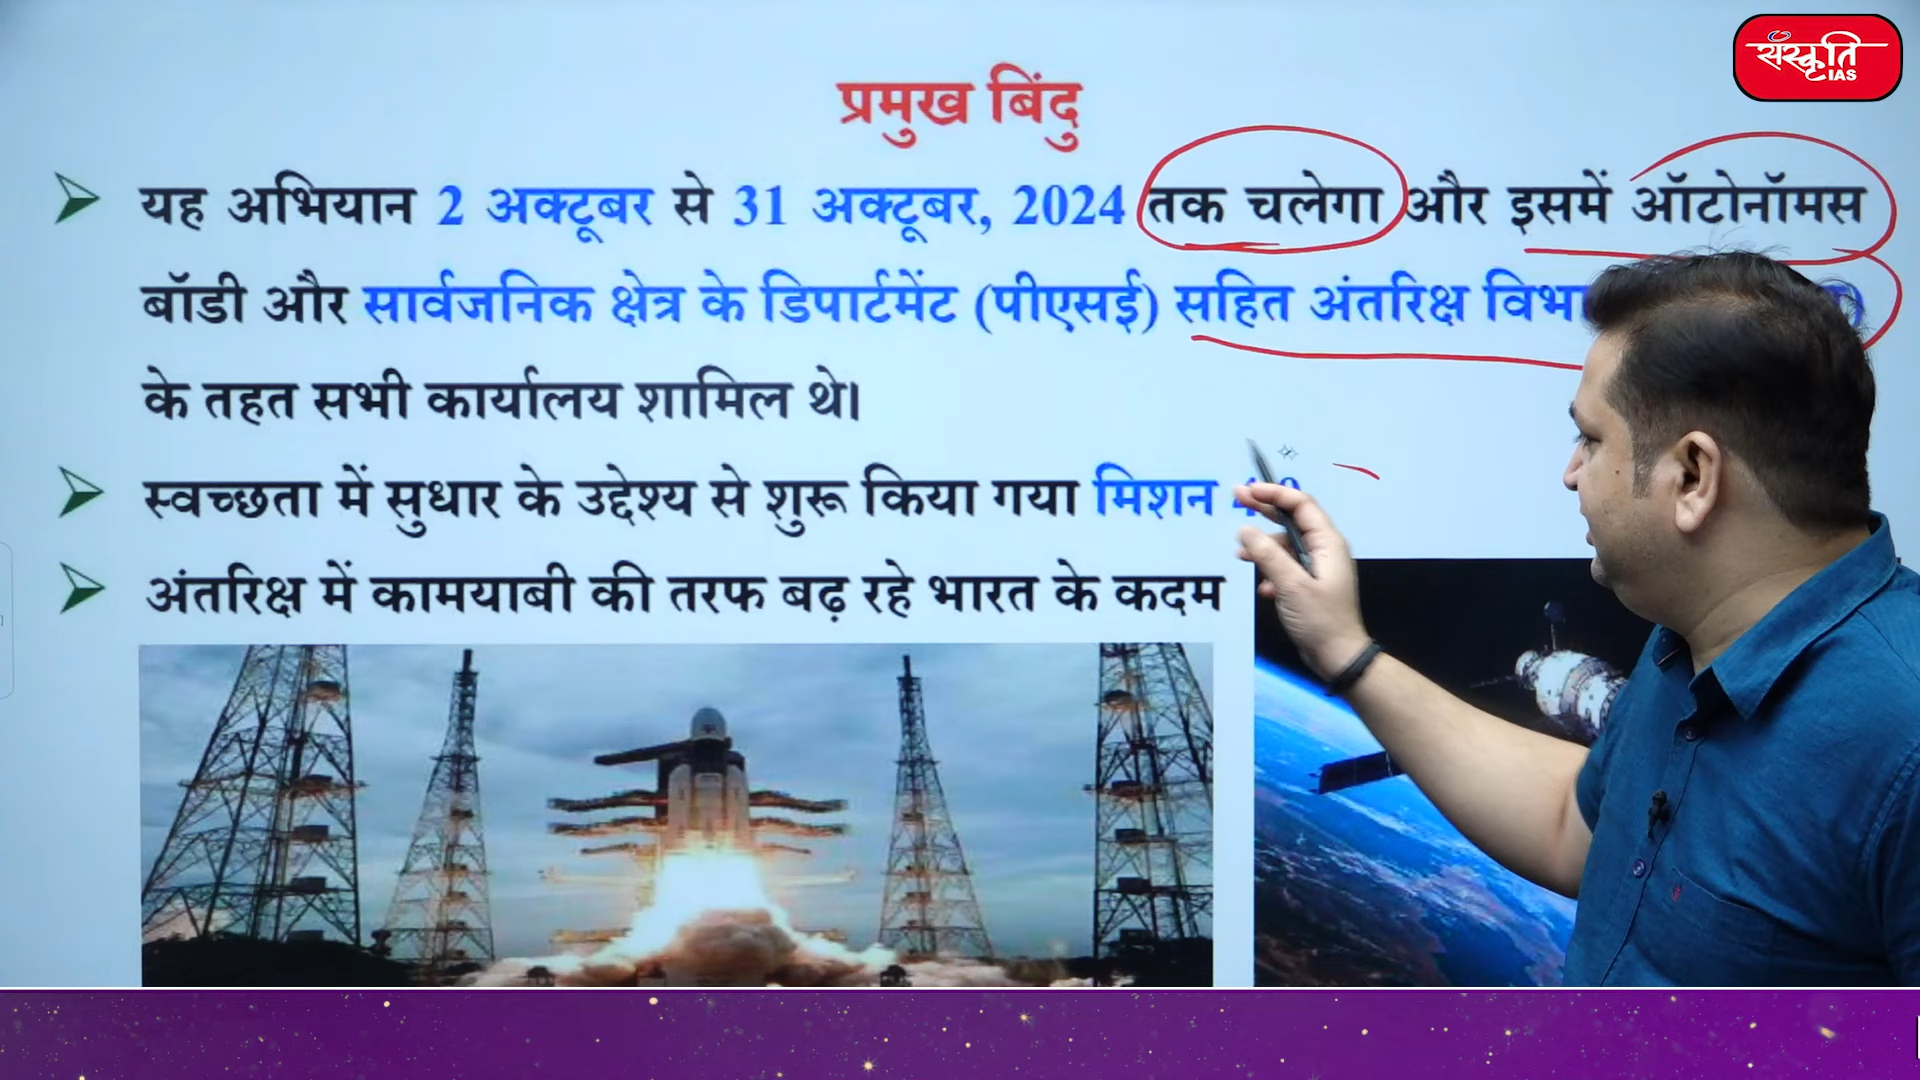 संस्कृति
IAS
प्रमुख बिंदु
यह अभियान 2 अक्टूबर से 31 अक्टूबर, 2024 तक चलेगा और इसमें ऑटोनॉमस
बॉडी और सार्वजनिक क्षेत्र के डिपार्टमेंट (पीएसई) सहित अंतरिक्ष
के तहत सभी कार्यालय शामिल थे।
स्वच्छता में सुधार के उद्देश्य से शुरू किया गया मिशन
अंतरिक्ष में कामयाबी की तरफ बढ़ रहे भारत के कदम